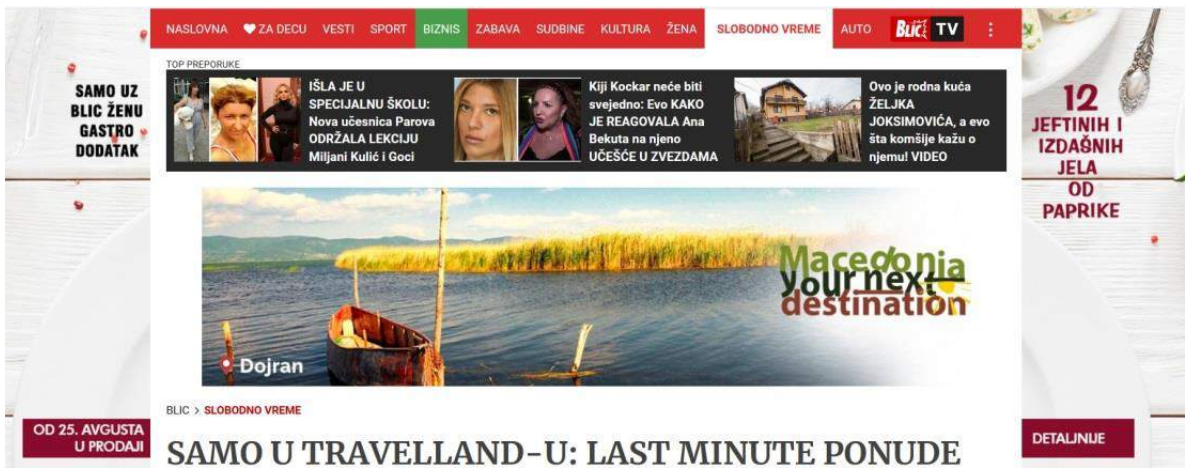 NASLOVNA ZA DECU VESTI SPORT BIZNIS ZABAVA SUDBINE KULTURA ŽENA SLOBODNO VREME AUTO BLIC TV
TOP PREPORUKE
IŠLA JE U
SPECIJALNU ŠKOLU:
Nova učesnica Parova
ODRŽALA LEKCIJU
Miljani Kulić i Goci
Kiji Kockar neće biti
svejedno: Evo KAKO
JE REAGOVALA Ana
Bekuta na njeno
UČEŠĆE U ZVEZDAMA
Ovo je rodna kuća
ŽELJKA
JOKSIMOVIĆA, a evo
šta komšije kažu o
njemu! VIDEO
SAMO UZ
BLIC ŽENU
GASTRO
DODATAK
12
JEFTINIH I
IZDAŠNIH
JELA
OD
PAPRIKE
Macedonia
your next
destination
Dojran
BLIC > SLOBODNO VREME
OD 25. AVGUSTA
U PRODAJI
DETALJNIJE
SAMO U TRAVELLAND-U: LAST MINUTE PONUDE